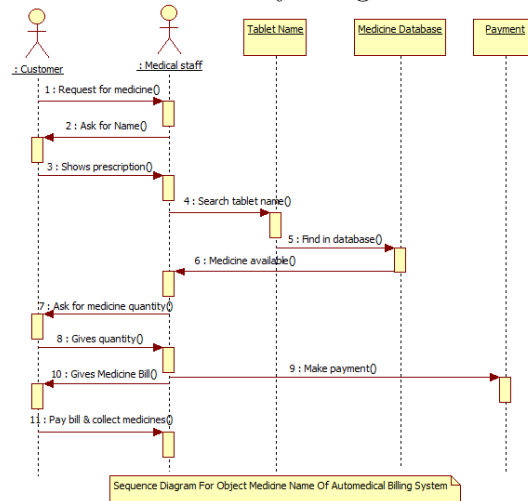 Tablet Name
Medicine Database
Payment
: Customer
: Medical staff
1 : Request for medicine()
2 : Ask for Name()
3 : Shows prescription()
4 : Search tablet name()
5 : Find in database()
6 : Medicine available()
7 : Ask for medicine quantity()
8 : Gives quantity()
9 : Make payment()
10 : Gives Medicine Bill()
11 : Pay bill & collect medicines()
Sequence Diagram For Object Medicine Name Of Automedical Billing System